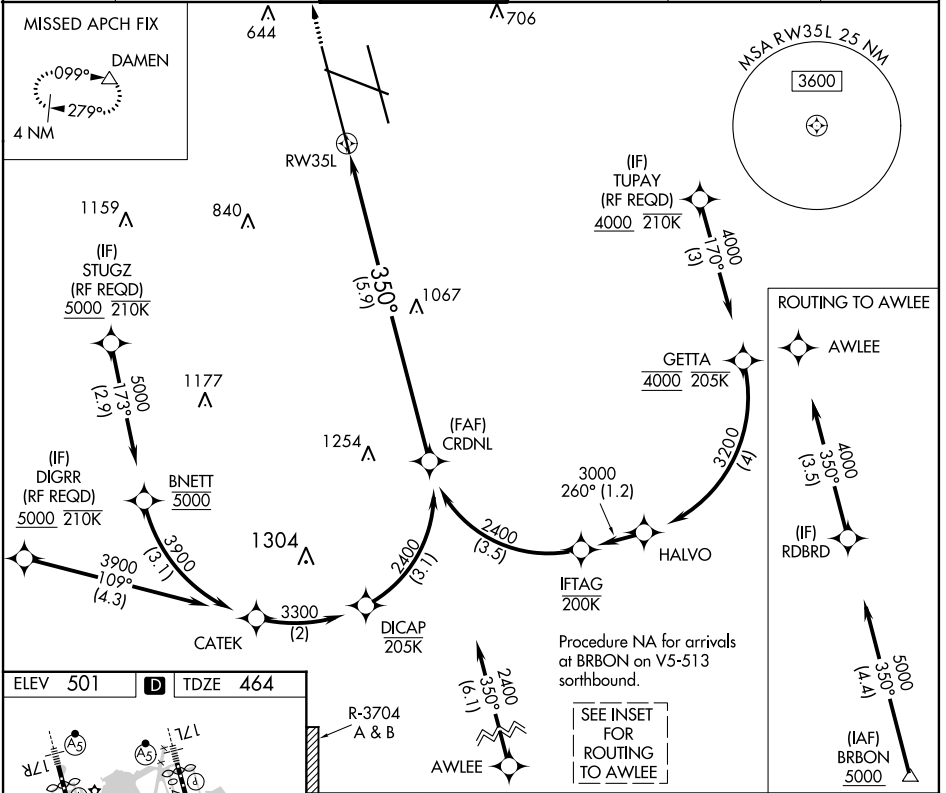 MISSED APCH FIX
DAMEN
099°
279°
4 NM
644
706
MSA RW35L 25 NM
3600
RW35L
1159
840
(IF)
TUPAY
(RF REQD)
4000 210K
4000
170°
(3)
(IF)
STUGZ
(RF REQD)
5000 210K
5000
173°
(2.9)
350°
(5.9)
1067
1177
GETTA
4000 205K
3200
(4)
ROUTING TO AWLEE
AWLEE
4000
350°
(3.5)
(IF)
RDBRD
5000
350°
(4.4)
(IAF)
BRBON
5000
(FAF)
CRDNL
1254
(IF)
DIGRR
(RF REQD)
5000 210K
BNETT
5000
3900
(3.1)
3900
109°
(4.3)
1304
CATEK
3300
(2)
DICAP
205K
2400
(3.1)
2400
(3.5)
3000
260° (1.2)
HALVO
IFTAG
200K
Procedure NA for arrivals
at BRBON on V5-513
sorthbound.
2400
350°
(6.1)
AWLEE
SEE INSET
FOR
ROUTING
TO AWLEE
R-3704
A & B
ELEV 501 D TDZE 464
17R
A5
A5
17L